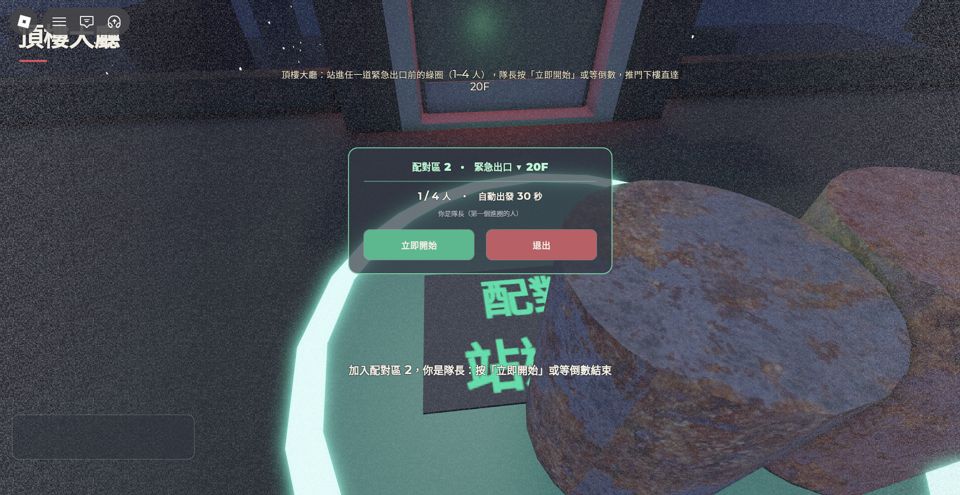 頂樓大廳
頂樓大廳：站進任一道緊急出口前的綠圈（1–4 人），隊長按「立即開始」或等倒數，推門下樓直達
20F
配對區 2 • 緊急出口 ▼ 20F
1 / 4 人 • 自動出發 30 秒
你是隊長（第一個進圈的人）
立即開始
退出
配對
站
加入配對區 2，你是隊長：按「立即開始」或等倒數結束